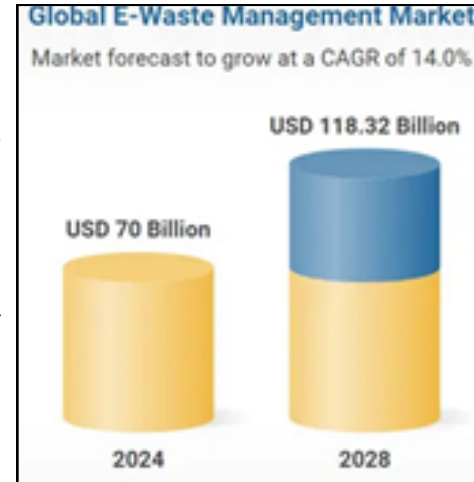 Global E-Waste Management Market
Market forecast to grow at a CAGR of 14.0%
USD 118.32 Billion
USD 70 Billion
2024
2028